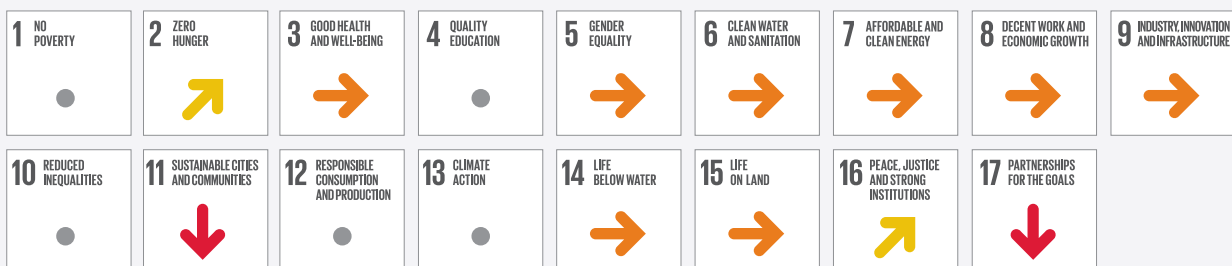 1 NO
POVERTY
2 ZERO
HUNGER
3 GOOD HEALTH
AND WELL-BEING
4 QUALITY
EDUCATION
5 GENDER
EQUALITY
6 CLEAN WATER
AND SANITATION
7 AFFORDABLE AND
CLEAN ENERGY
8 DECENT WORK AND
ECONOMIC GROWTH
9 INDUSTRY, INNOVATION
AND INFRASTRUCTURE
10 REDUCED
INEQUALITIES
11 SUSTAINABLE CITIES
AND COMMUNITIES
12 RESPONSIBLE
CONSUMPTION
AND PRODUCTION
13 CLIMATE
ACTION
14 LIFE
BELOW WATER
15 LIFE
ON LAND
16 PEACE, JUSTICE
AND STRONG
INSTITUTIONS
17 PARTNERSHIPS
FOR THE GOALS